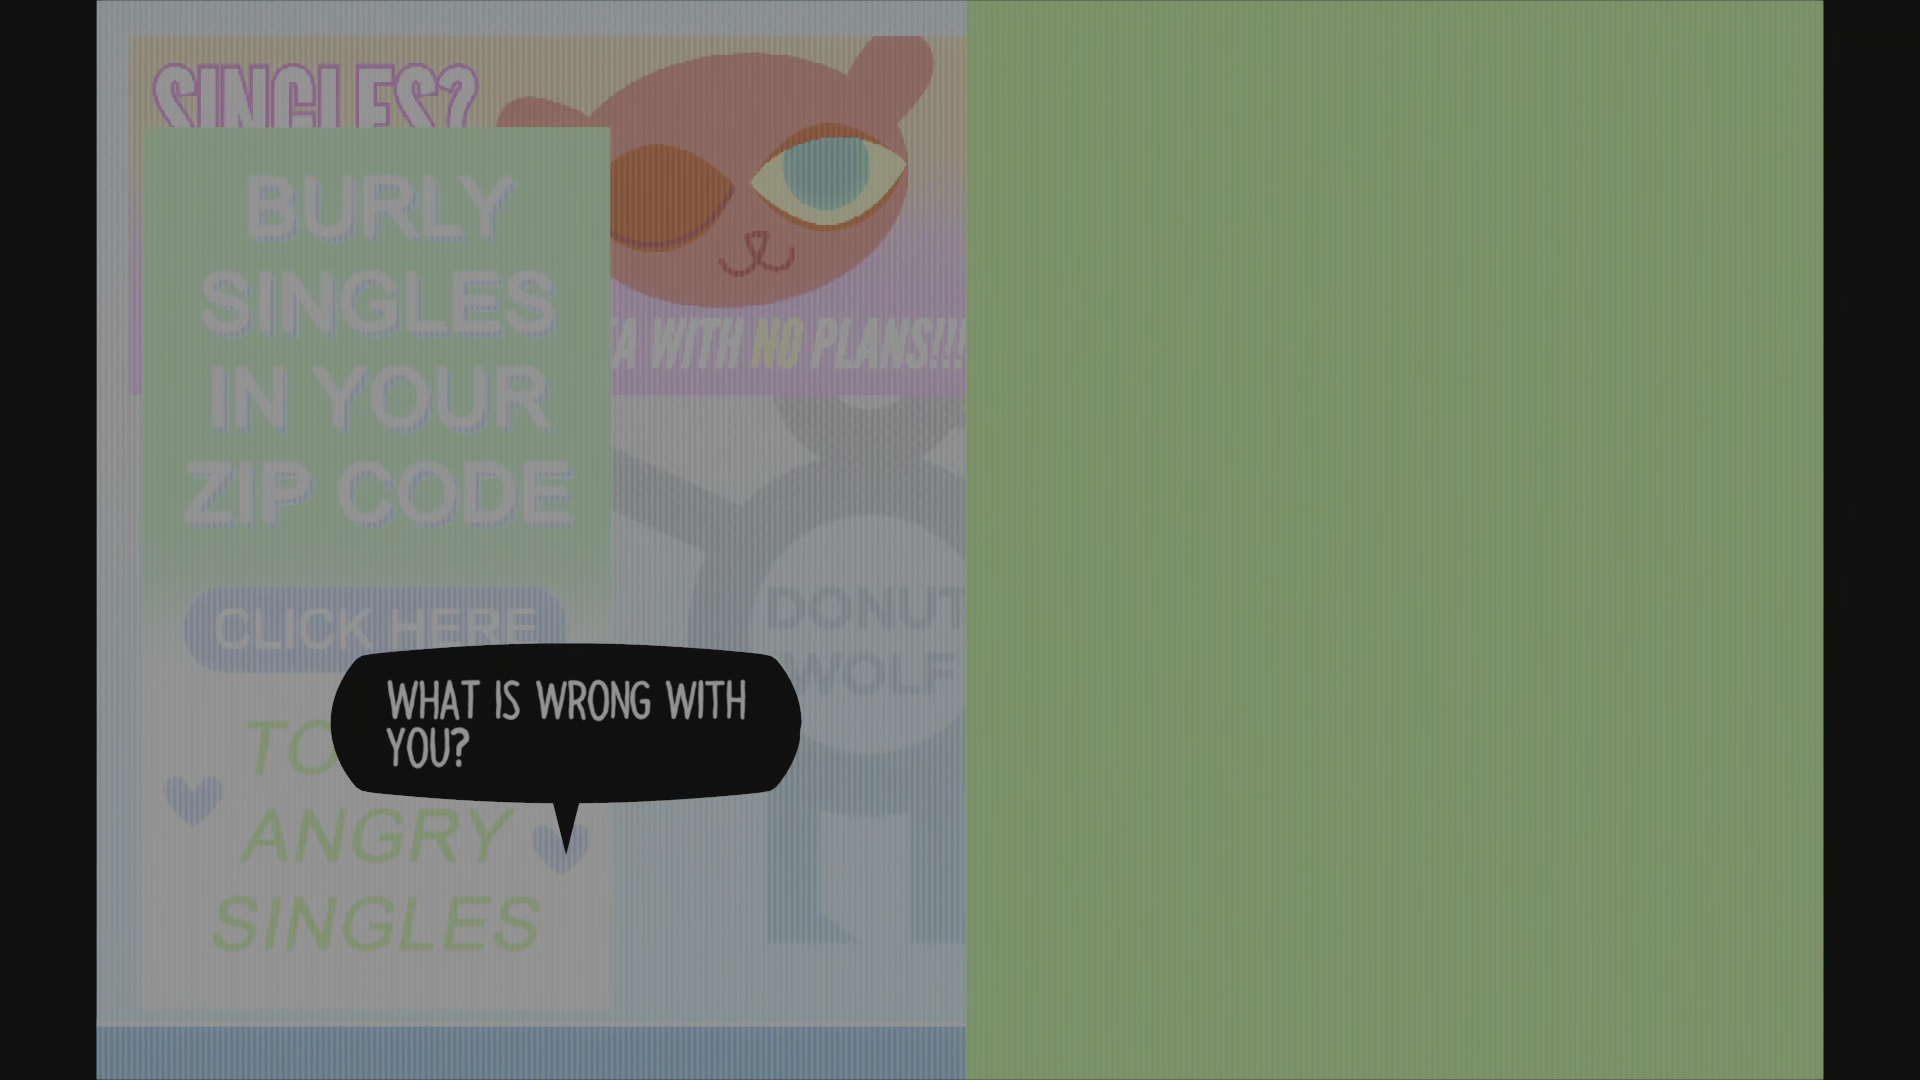 SINGLES?
BURLY
SINGLES
IN YOUR
ZIP CODE
WITH NO PLANS!!!
CLICK HERE
DONUT
WOLF
WHAT IS WRONG WITH
YOU?
ANGRY
SINGLES